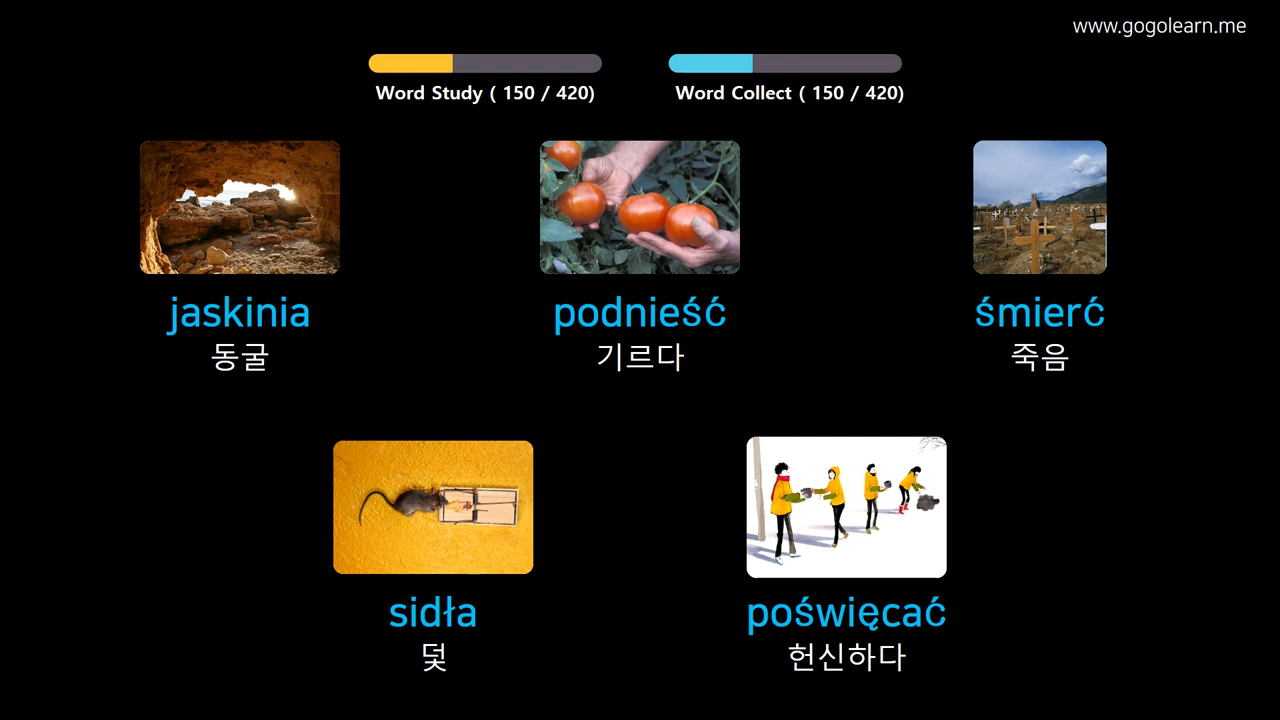 www.gogolearn.me
Word Study ( 150 / 420)
Word Collect ( 150 / 420)
jaskinia
동굴
podnieść
기르다
śmierć
죽음
sidła
덫
poświęcać
헌신하다